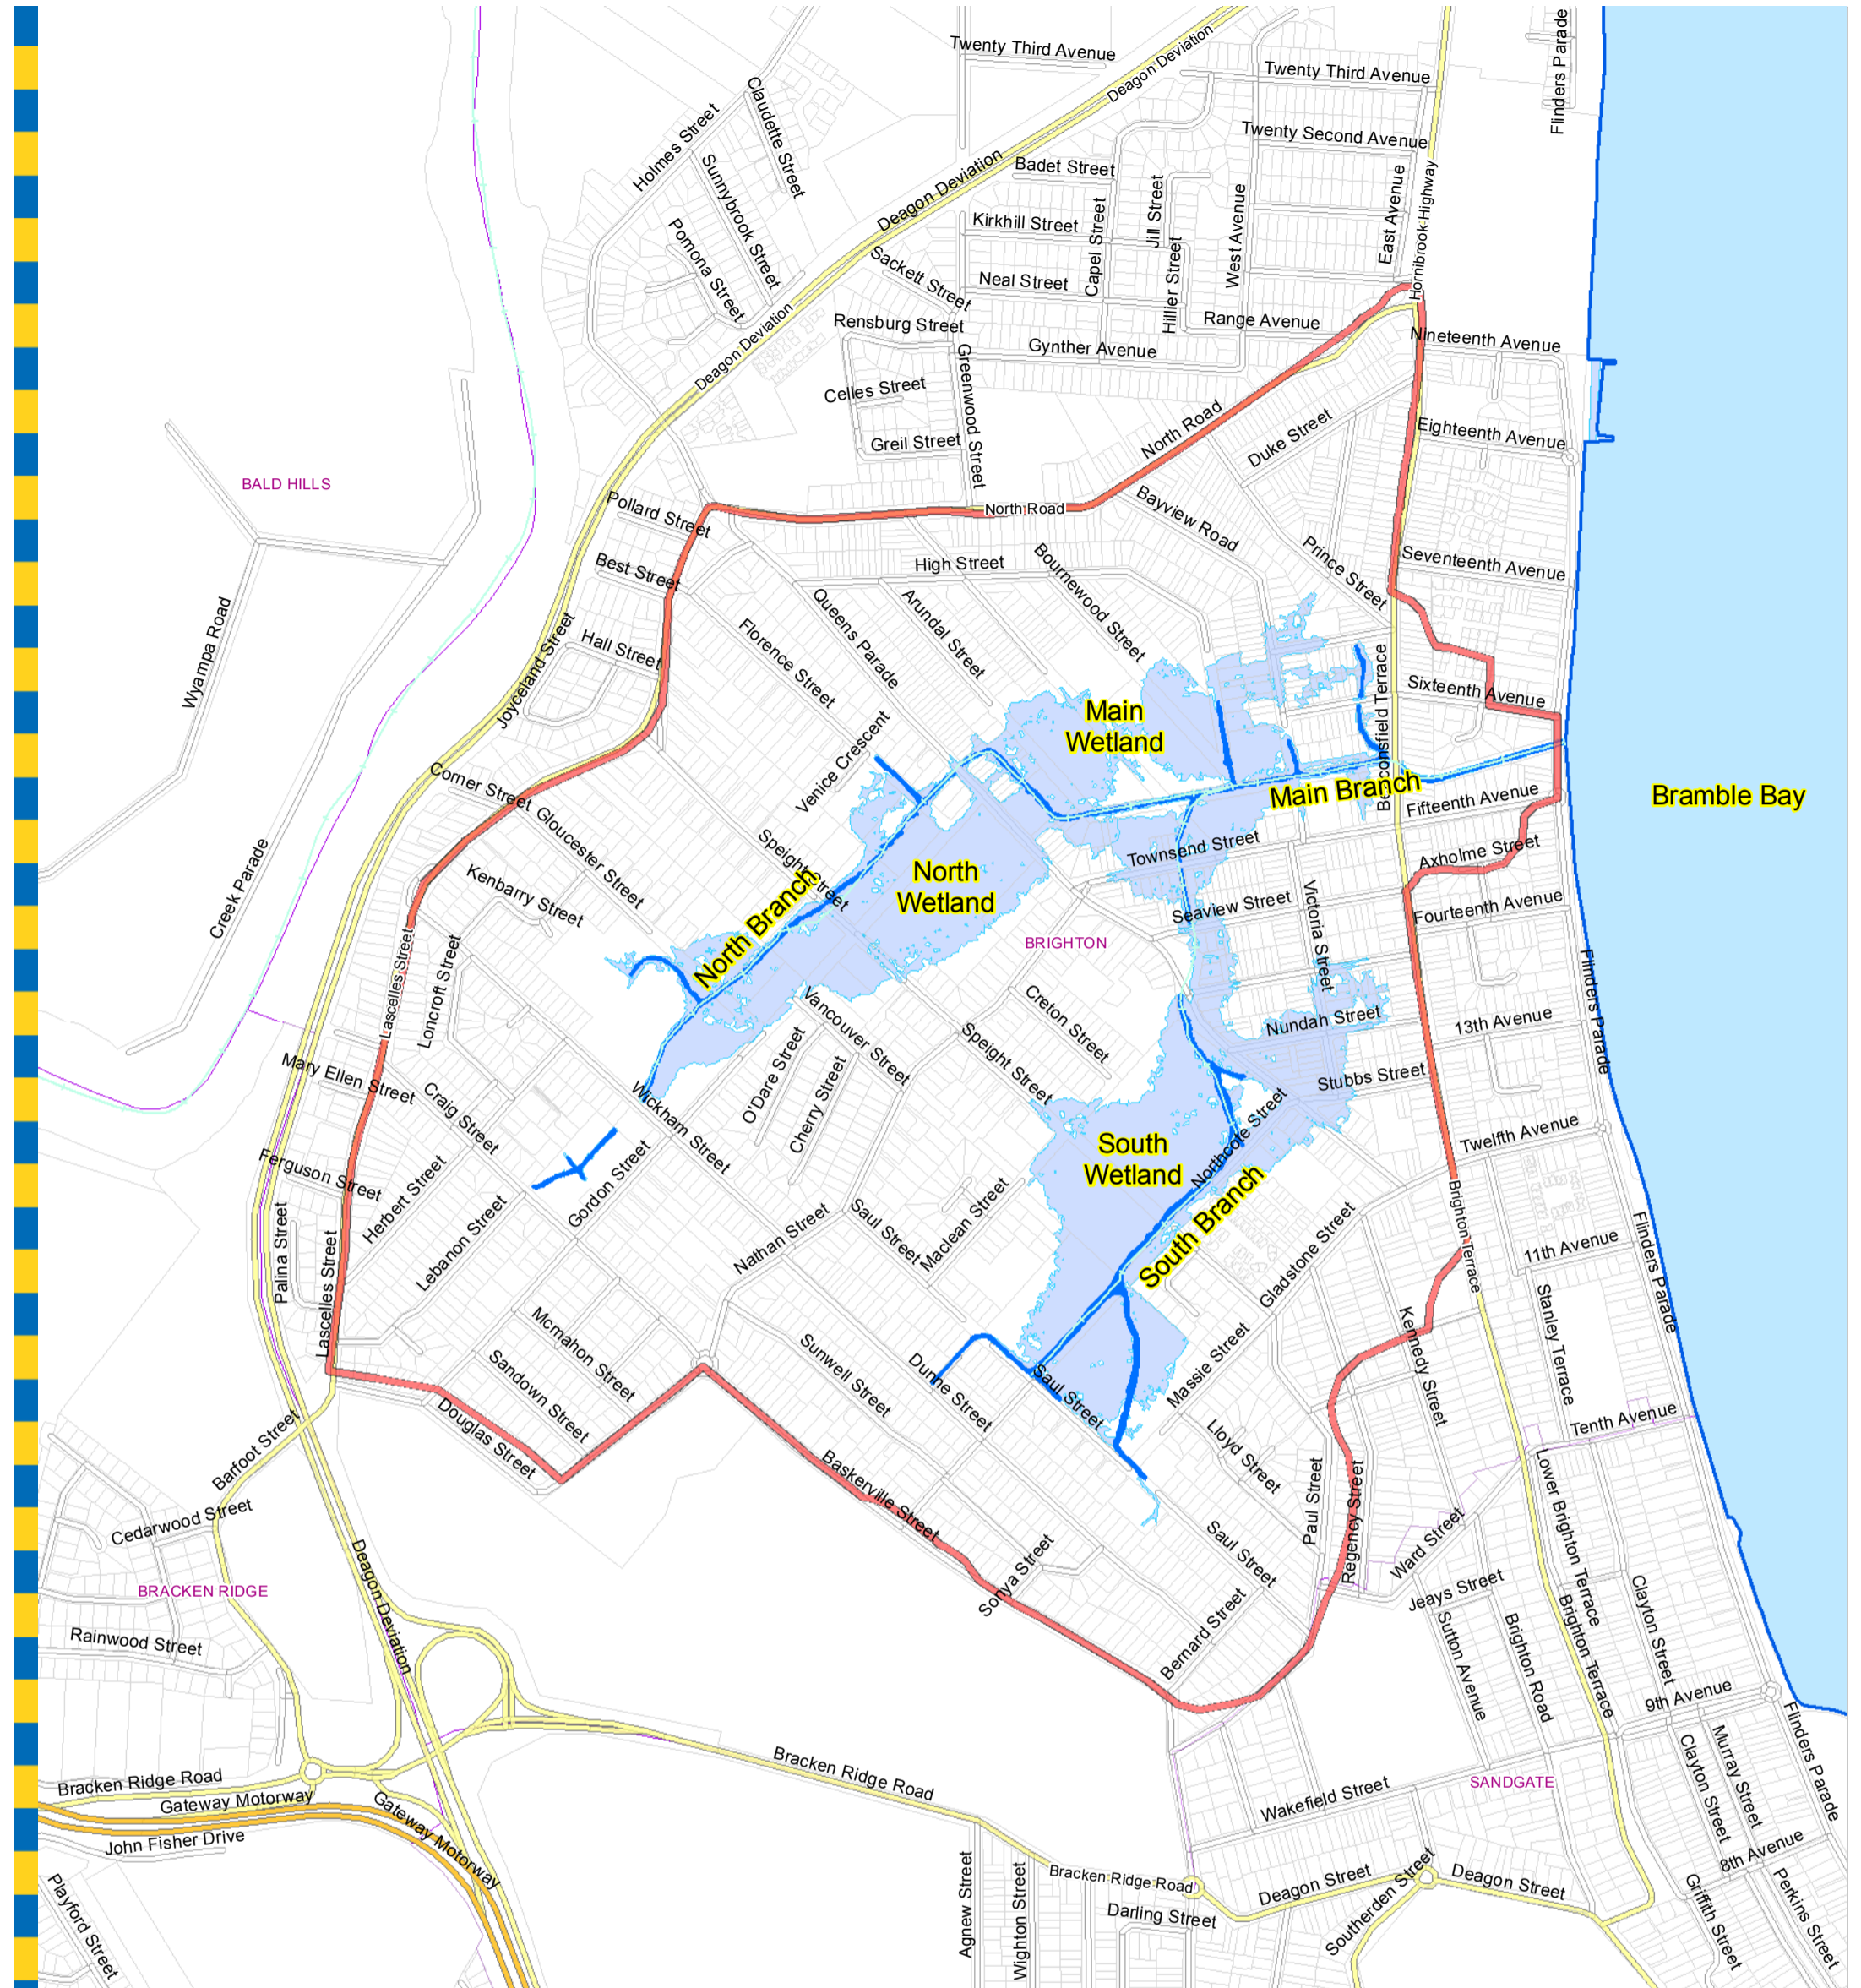 Flinders Parade
Twenty Third Avenue
Deagon Deviation
Twenty Third Avenue
Claudette Street
Holmes Street
Twenty Second Avenue
Sunnybrook Street
Badet Street
Deagon Deviation
Jill Street
East Avenue
Hornibrook Highway
West Avenue
Kirkhill Street
Capel Street
Pomona Street
Sackett Street
Hillier Street
Neal Street
Rensburg Street
Range Avenue
Nineteenth Avenue
Deagon Deviation
Gynther Avenue
Greenwood Street
Celles Street
North Road
Duke Street
Eighteenth Avenue
Greil Street
BALD HILLS
Pollard Street
North Road
Bayview Road
Prince Street
Seventeenth Avenue
High Street
Bournewood Street
Best Street
Queens Parade
Arundal Street
Wyampa Road
Florence Street
Hall Street
Joyceland Street
Sixteenth Avenue
Beaconsfield Terrace
Main
Wetland
Venice Crescent
Main Branch
Fifteenth Avenue
Bramble Bay
Corner Street
Gloucester Street
Speight Street
Townsend Street
Axholme Street
North
Wetland
Kenbarry Street
Creek Parade
North Branch
Seaview Street
Victoria Street
Fourteenth Avenue
BRIGHTON
Lascelles Street
Loncroft Street
Flinders Parade
Vancouver Street
Creton Street
Nundah Street
13th Avenue
Speight Street
O'Dare Street
Cherry Street
Mary Ellen Street
Craig Street
Wickham Street
Stubbs Street
Northcote Street
Twelfth Avenue
South
Wetland
Ferguson Street
Herbert Street
Gordon Street
Lebanon Street
Palina Street
Lascelles Street
Nathan Street
Saul Street
Maclean Street
South Branch
Gladstone Street
Brighton Terrace
11th Avenue
Flinders Parade
Stanley Terrace
Kennedy Street
Mcmahon Street
Sandown Street
Sunwell Street
Dunne Street
Massie Street
Saul Street
Tenth Avenue
Douglas Street
Barfoot Street
Lloyd Street
Baskerville Street
Paul Street
Regency Street
Lower Brighton Terrace
Cedarwood Street
Deagon Deviation
Saul Street
Ward Street
Sonya Street
BRACKEN RIDGE
Jeays Street
Clayton Street
Brighton Terrace
Sutton Avenue
Brighton Road
Bernard Street
Rainwood Street
9th Avenue
Flinders Parade
Murray Street
Clayton Street
Bracken Ridge Road
Bracken Ridge Road
SANDGATE
Wakefield Street
Gateway Motorway
Gateway Motorway
John Fisher Drive
8th Avenue
Perkins Street
Griffith Street
Agnew Street
Wighton Street
Bracken Ridge Road
Deagon Street
Southerden Street
Deagon Street
Darling Street
Playford Street